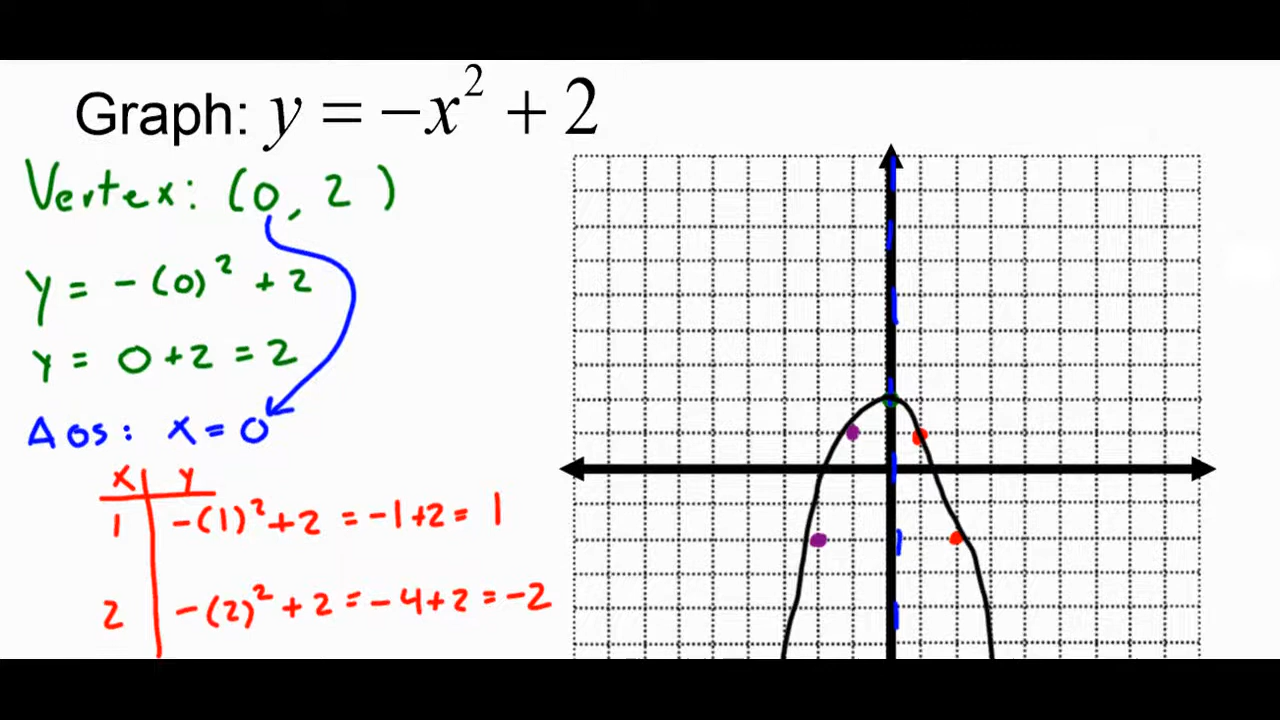 Graph: y = −x² + 2
Vertex: (0, 2)
y = -(0)² + 2
y = 0 + 2 = 2
Aos: x = 0
x y
1 -(1)² + 2 = -1 + 2 = 1
2 -(2)² + 2 = -4 + 2 = -2